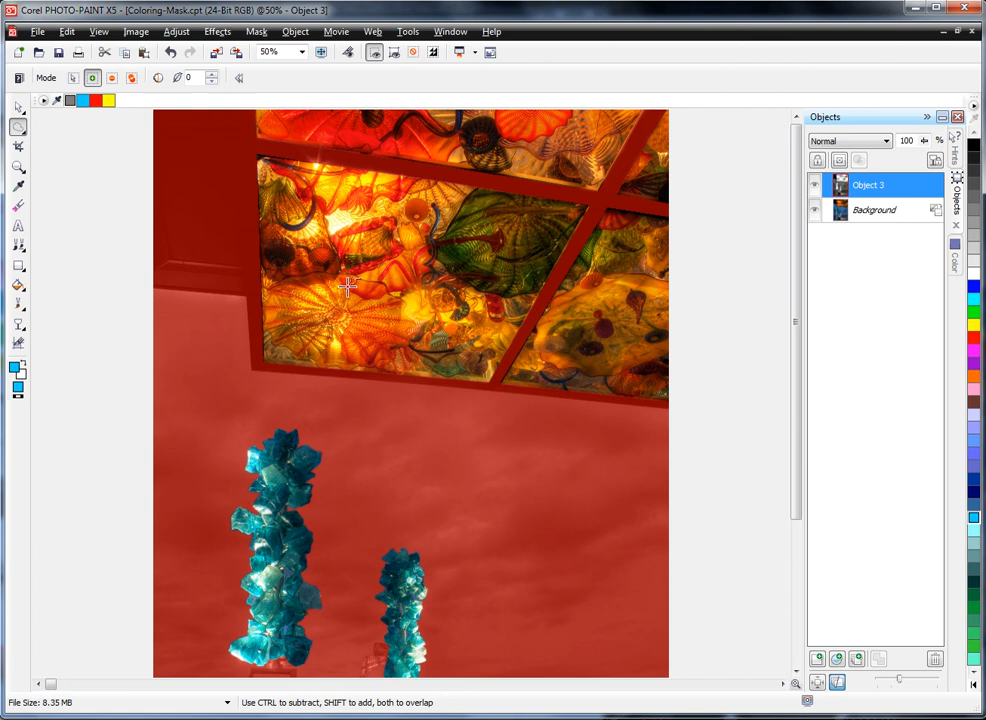 Corel PHOTO-PAINT X5 - [Coloring-Mask.cpt (24-Bit RGB) @50% - Object 3]
File Edit View Image Adjust Effects Mask Object Movie Web Tools Window Help
50%
Mode 0
Objects
Normal 100 %
Hints
Object 3
Objects
Background
Color
File Size: 8.35 MB Use CTRL to subtract, SHIFT to add, both to overlap